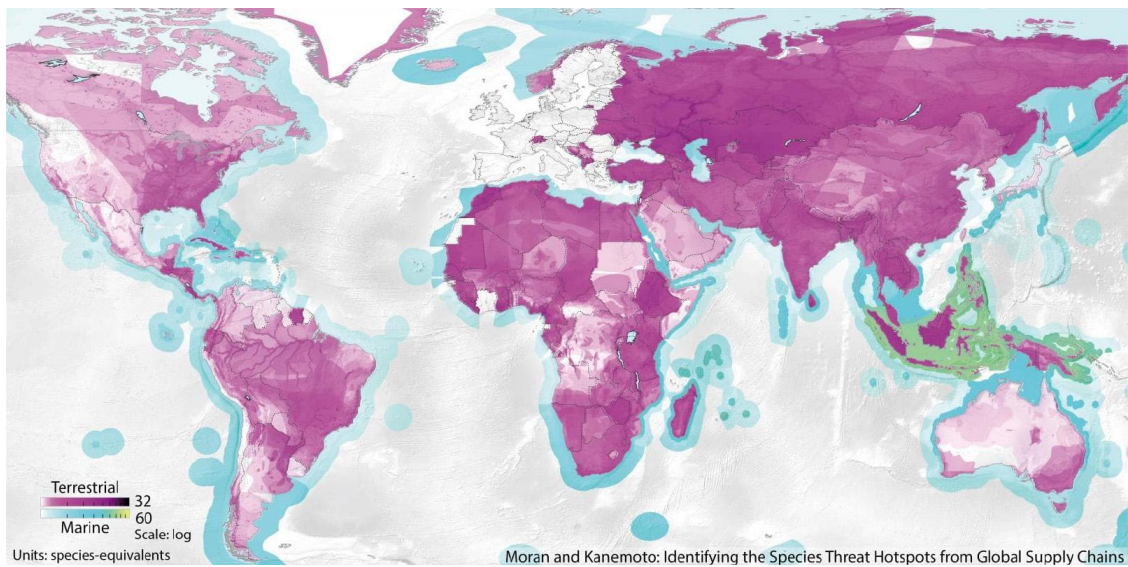 Terrestrial
32
60
Marine
Scale: log
Units: species-equivalents
Moran and Kanemoto: Identifying the Species Threat Hotspots from Global Supply Chains